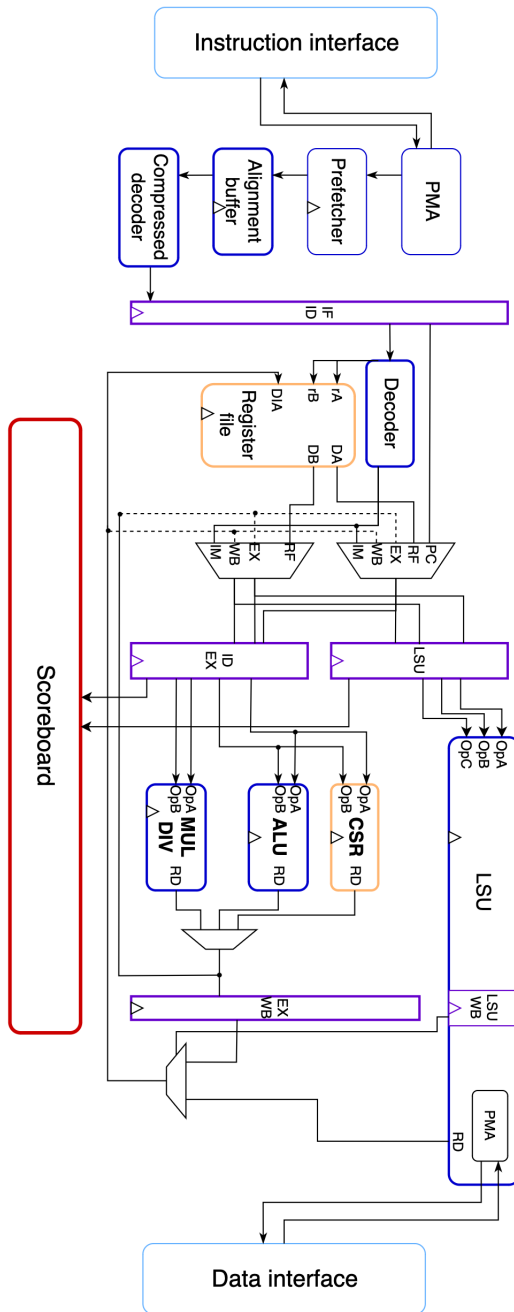 Instruction interface
PMA
Prefetcher
Alignment
buffer
Compressed
decoder
IF
ID
Decoder
rA
rB
DIA
DA
DB
Register
file
PC
RF
EX
WB
IM
RF
EX
WB
IM
LSU
ID
EX
OpA
OpB
OpC
LSU
OpA
OpB
CSR
RD
OpA
OpB
ALU
RD
OpA
OpB
MUL
DIV
RD
LSU
WB
EX
WB
PMA
RD
Scoreboard
Data interface